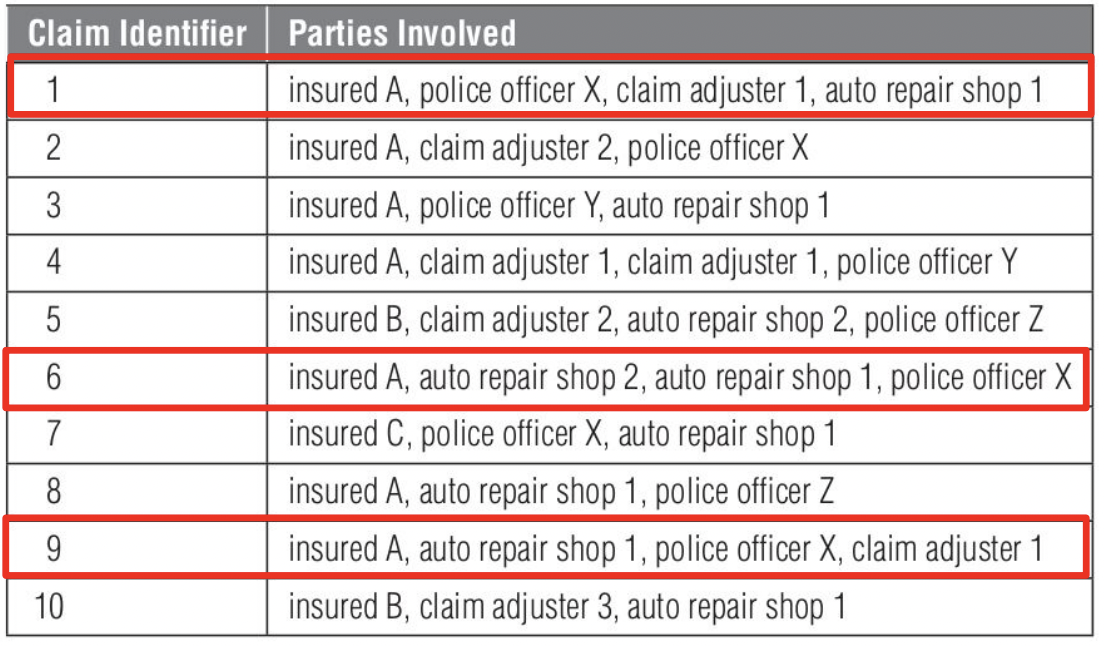 Claim Identifier Parties Involved
1 insured A, police officer X, claim adjuster 1, auto repair shop 1
2 insured A, claim adjuster 2, police officer X
3 insured A, police officer Y, auto repair shop 1
4 insured A, claim adjuster 1, claim adjuster 1, police officer Y
5 insured B, claim adjuster 2, auto repair shop 2, police officer Z
6 insured A, auto repair shop 2, auto repair shop 1, police officer X
7 insured C, police officer X, auto repair shop 1
8 insured A, auto repair shop 1, police officer Z
9 insured A, auto repair shop 1, police officer X, claim adjuster 1
10 insured B, claim adjuster 3, auto repair shop 1